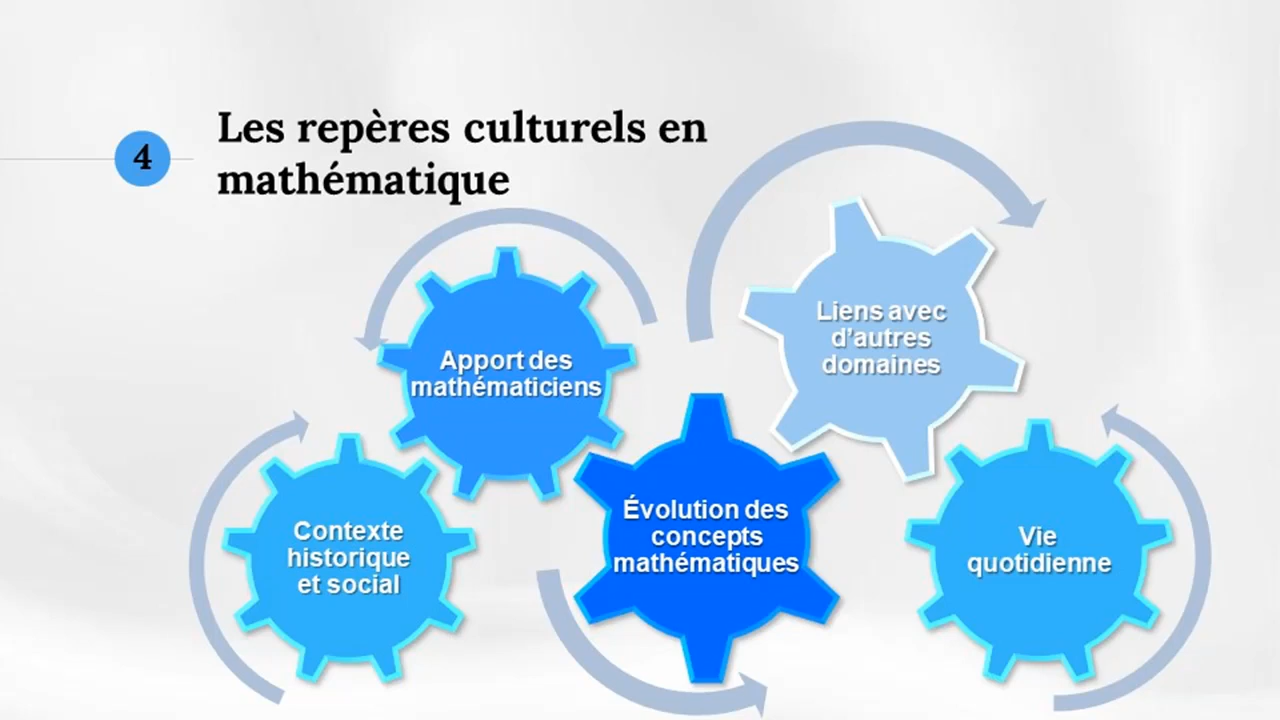 4
Les repères culturels en
mathématique
Apport des
mathématiciens
Liens avec
d’autres
domaines
Contexte
historique
et social
Évolution des
concepts
mathématiques
Vie
quotidienne